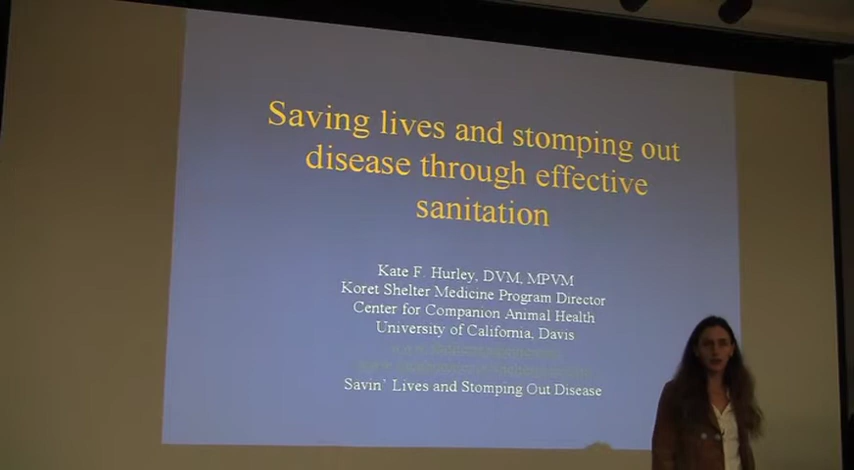 Saving lives and stomping out
disease through effective
sanitation
Kate F. Hurley, DVM, MPVM
Koret Shelter Medicine Program Director
Center for Companion Animal Health
University of California, Davis
Savin` Lives and Stomping Out Disease